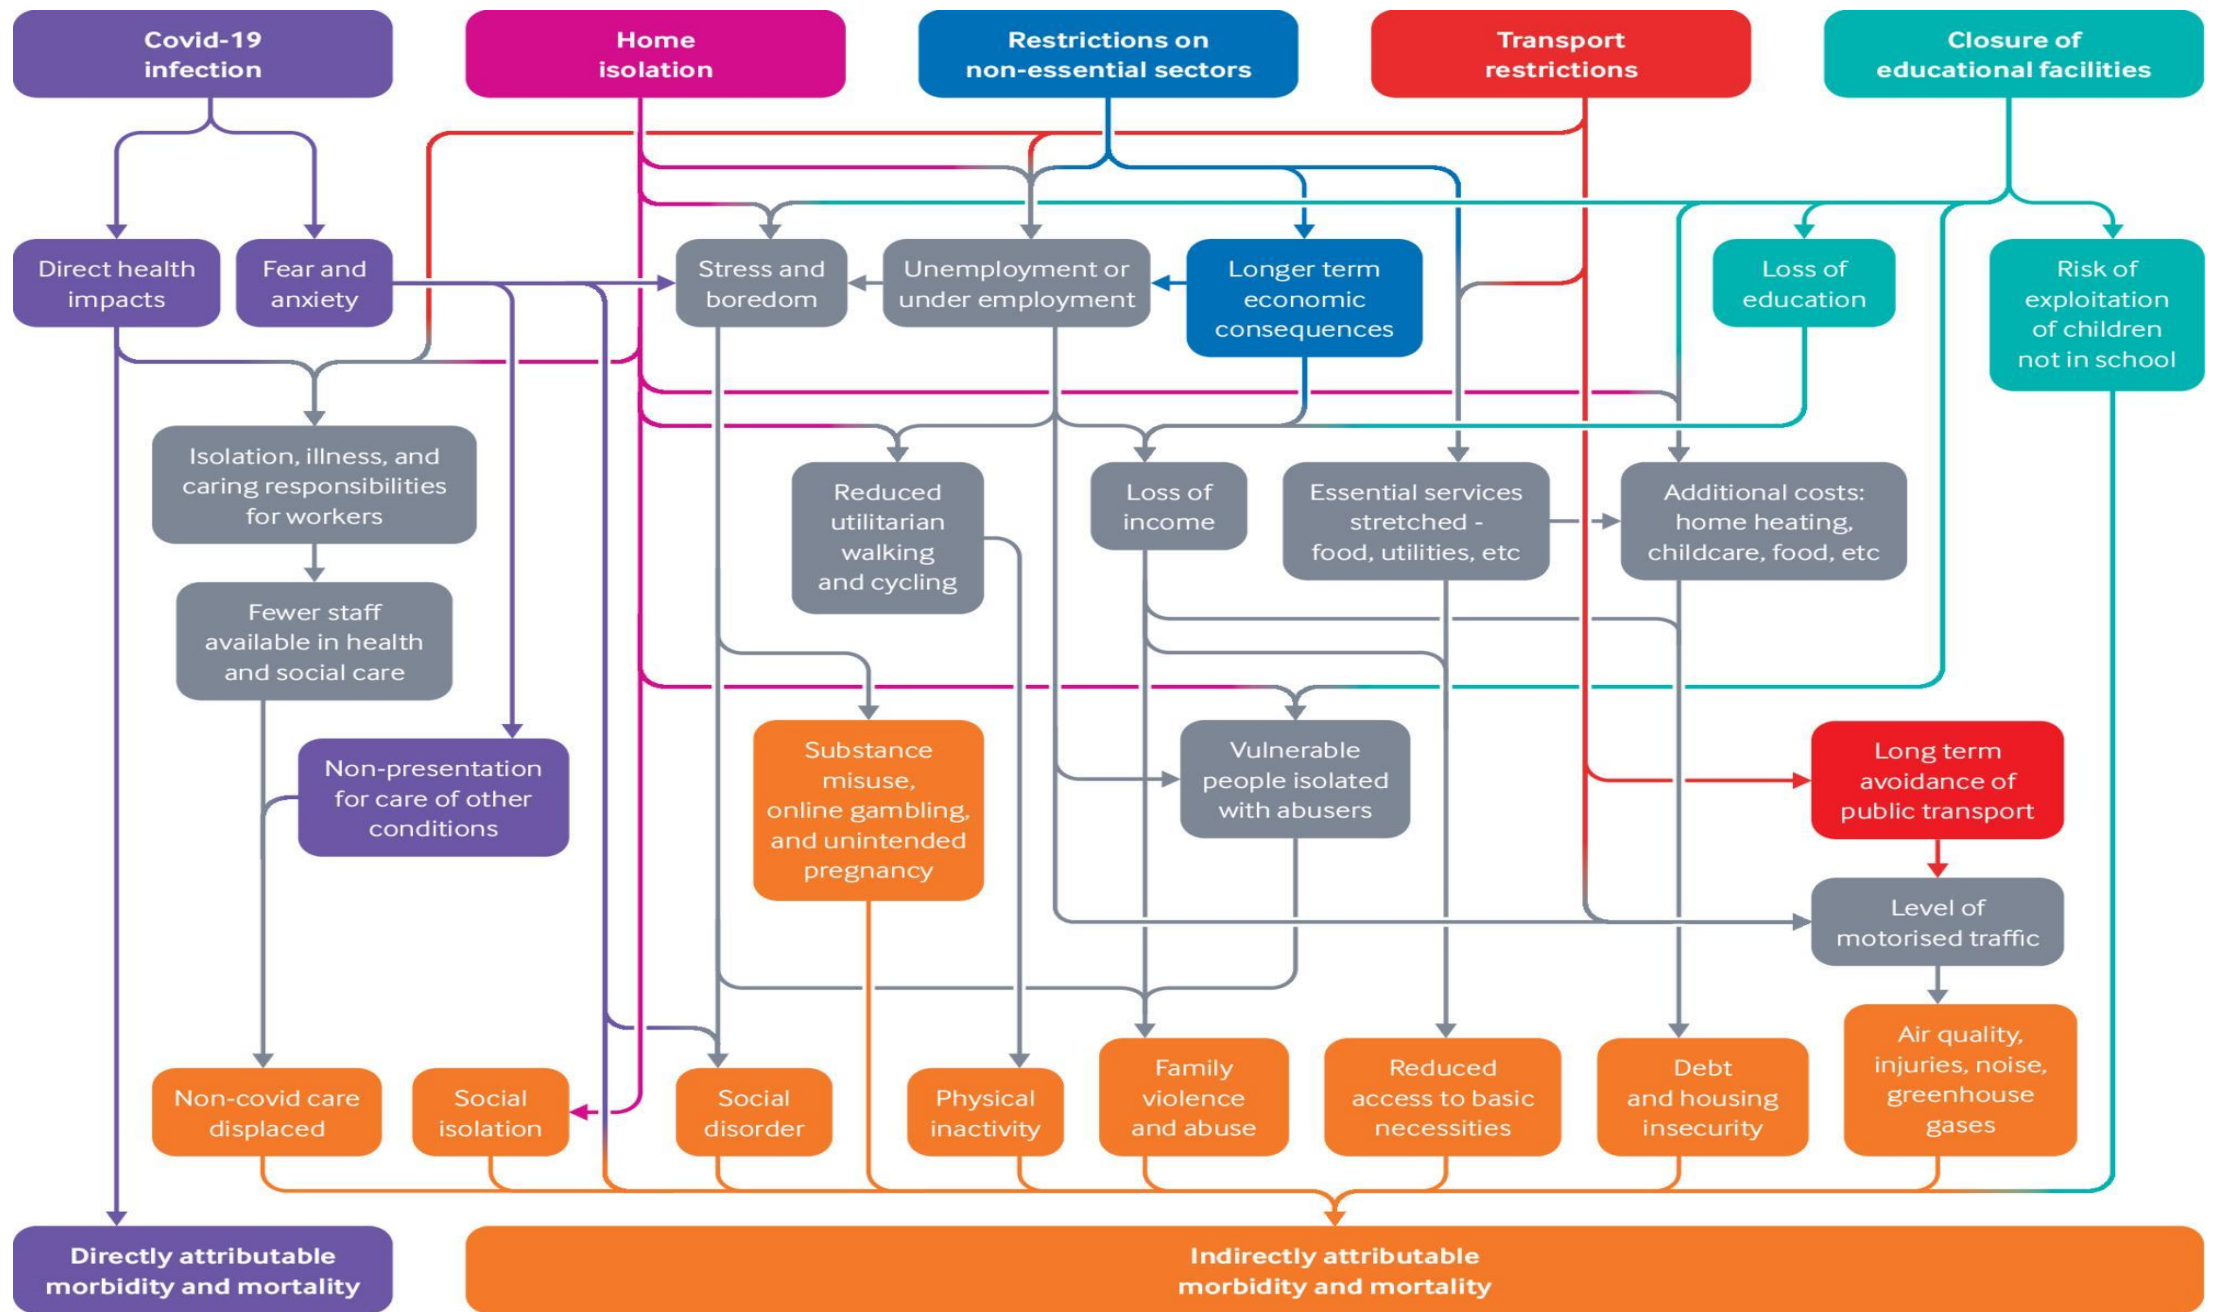 Covid-19
infection
Home
isolation
Restrictions on
non-essential sectors
Transport
restrictions
Closure of
educational facilities
Direct health
impacts
Fear and
anxiety
Stress and
boredom
Unemployment or
under employment
Longer term
economic
consequences
Loss of
education
Risk of
exploitation
of children
not in school
Isolation, illness, and
caring responsibilities
for workers
Reduced
utilitarian
walking
and cycling
Loss of
income
Essential services
stretched -
food, utilities, etc
Additional costs:
home heating,
childcare, food, etc
Fewer staff
available in health
and social care
Non-presentation
for care of other
conditions
Substance
misuse,
online gambling,
and unintended
pregnancy
Vulnerable
people isolated
with abusers
Long term
avoidance of
public transport
Level of
motorised traffic
Non-covid care
displaced
Social
isolation
Social
disorder
Physical
inactivity
Family
violence
and abuse
Reduced
access to basic
necessities
Debt
and housing
insecurity
Air quality,
injuries, noise,
greenhouse
gases
Directly attributable
morbidity and mortality
Indirectly attributable
morbidity and mortality